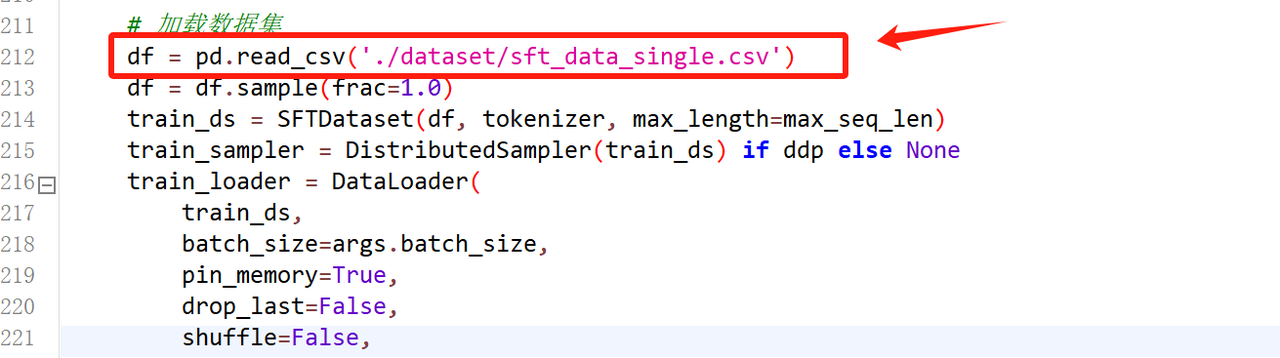 211 # 加载数据集
212 df = pd.read_csv('./dataset/sft_data_single.csv')
213 df = df.sample(frac=1.0)
214 train_ds = SFTDataset(df, tokenizer, max_length=max_seq_len)
215 train_sampler = DistributedSampler(train_ds) if ddp else None
216 train_loader = DataLoader(
217 train_ds,
218 batch_size=args.batch_size,
219 pin_memory=True,
220 drop_last=False,
221 shuffle=False,